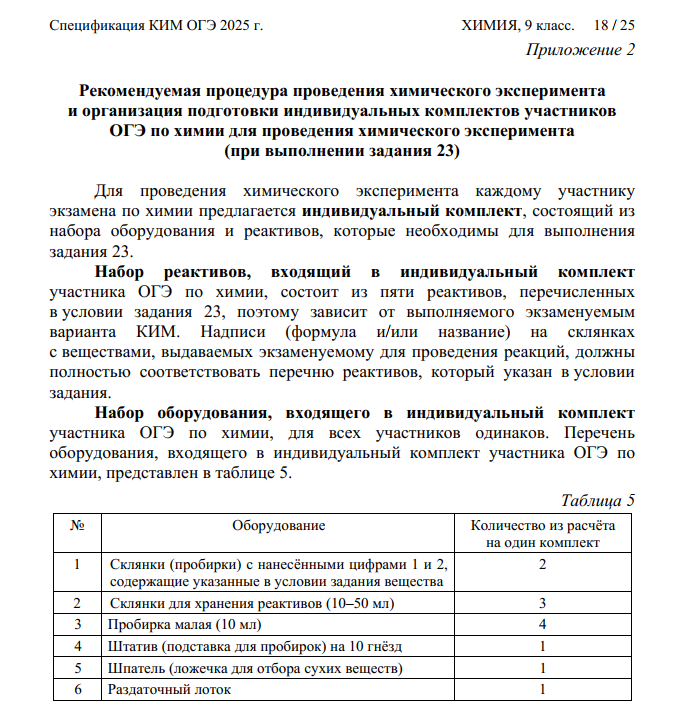 Спецификация КИМ ОГЭ 2025 г. ХИМИЯ, 9 класс. 18 / 25
Приложение 2
Рекомендуемая процедура проведения химического эксперимента
и организация подготовки индивидуальных комплектов участников
ОГЭ по химии для проведения химического эксперимента
(при выполнении задания 23)
Для проведения химического эксперимента каждому участнику
экзамена по химии предлагается индивидуальный комплект, состоящий из
набора оборудования и реактивов, которые необходимы для выполнения
задания 23.
Набор реактивов, входящий в индивидуальный комплект
участника ОГЭ по химии, состоит из пяти реактивов, перечисленных
в условии задания 23, поэтому зависит от выполняемого экзаменуемым
варианта КИМ. Надписи (формула и/или название) на склянках
с веществами, выдаваемых экзаменуемому для проведения реакций, должны
полностью соответствовать перечню реактивов, который указан в условии
задания.
Набор оборудования, входящего в индивидуальный комплект
участника ОГЭ по химии, для всех участников одинаков. Перечень
оборудования, входящего в индивидуальный комплект участника ОГЭ по
химии, представлен в таблице 5.
Таблица 5
№ Оборудование Количество из расчёта
на один комплект
1 Склянки (пробирки) с нанесёнными цифрами 1 и 2, 2
содержащие указанные в условии задания вещества
2 Склянки для хранения реактивов (10–50 мл) 3
3 Пробирка малая (10 мл) 4
4 Штатив (подставка для пробирок) на 10 гнёзд 1
5 Шпатель (ложечка для отбора сухих веществ) 1
6 Раздаточный лоток 1